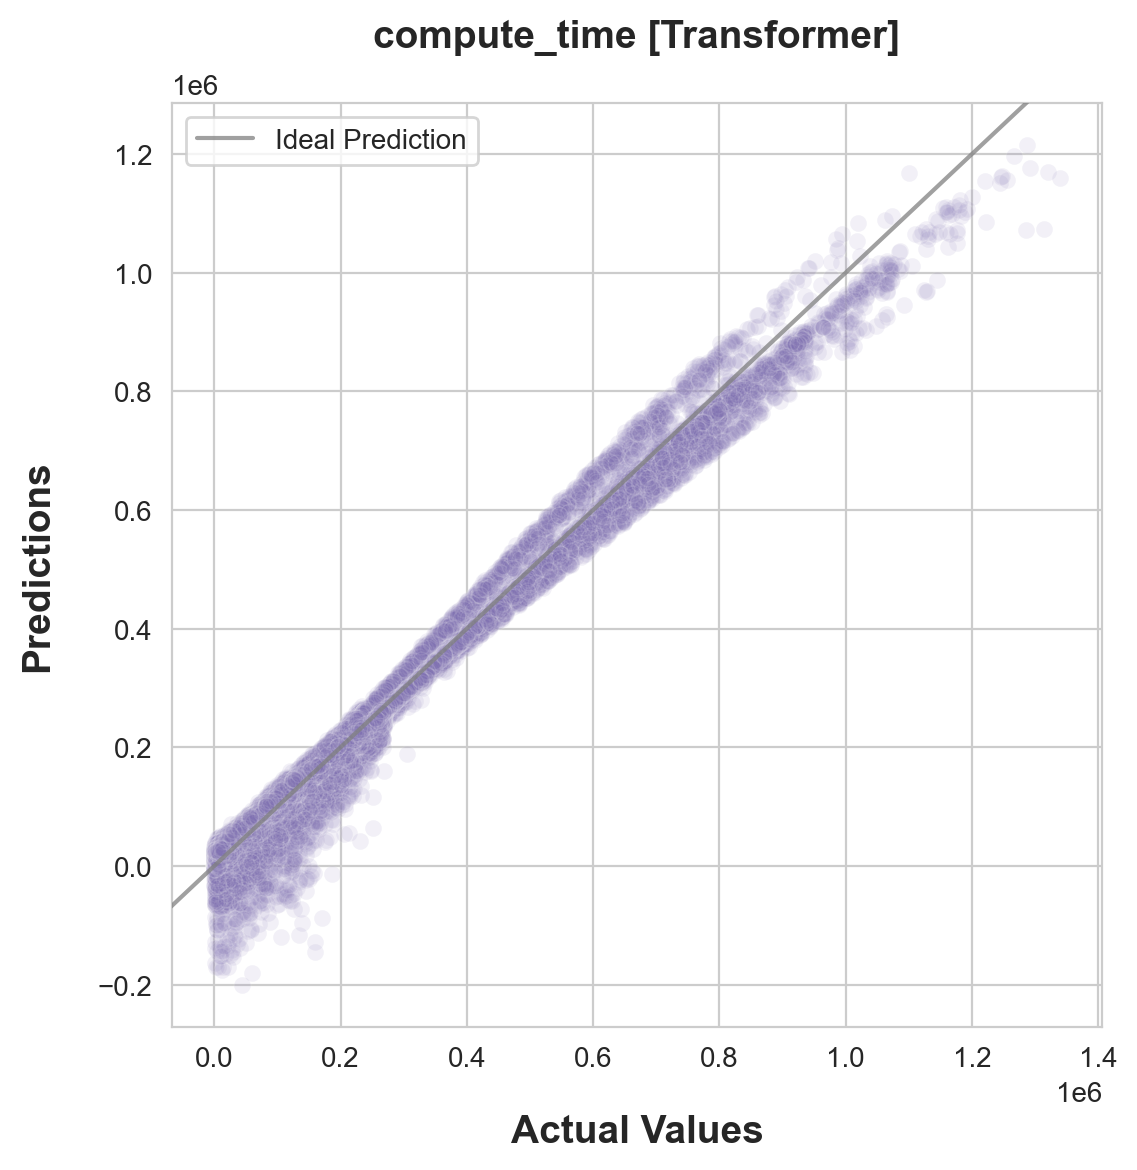 compute_time [Transformer]
1e6
Ideal Prediction
1.2
1.0
0.8
0.6
0.4
0.2
0.0
−0.2
Predictions
0.0 0.2 0.4 0.6 0.8 1.0 1.2 1.4
1e6
Actual Values